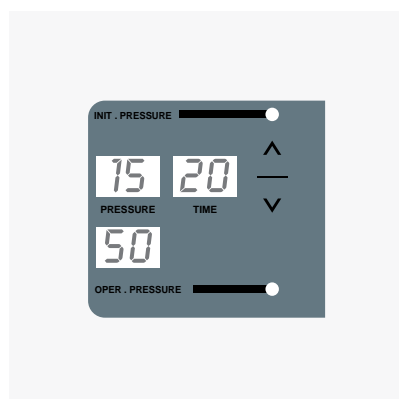 INIT . PRESSURE
15 20
PRESSURE TIME
50
OPER . PRESSURE